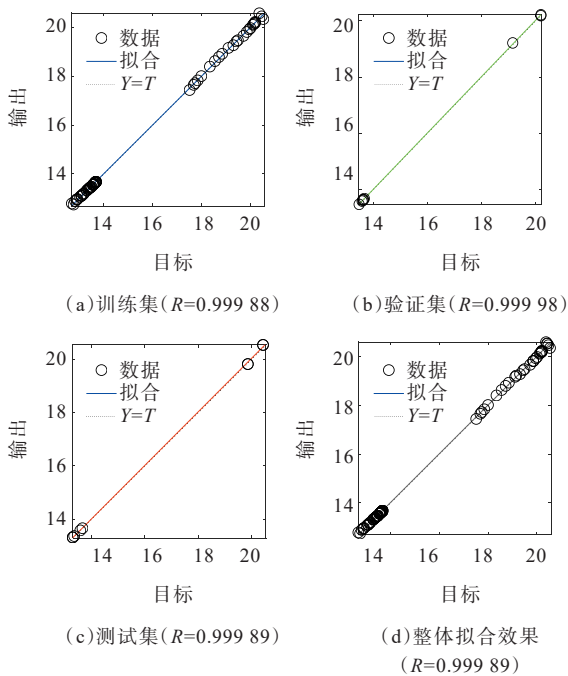 20
18
16
14
输出
数据
拟合
Y=T
14
16
18
20
目标
(a)训练集(R=0.999 88)
20
18
16
14
输出
数据
拟合
Y=T
14
16
18
20
目标
(b)验证集(R=0.999 98)
20
18
16
14
输出
数据
拟合
Y=T
14
16
18
20
目标
(c)测试集(R=0.999 89)
20
18
16
14
输出
数据
拟合
Y=T
14
16
18
20
目标
(d)整体拟合效果
(R=0.999 89)